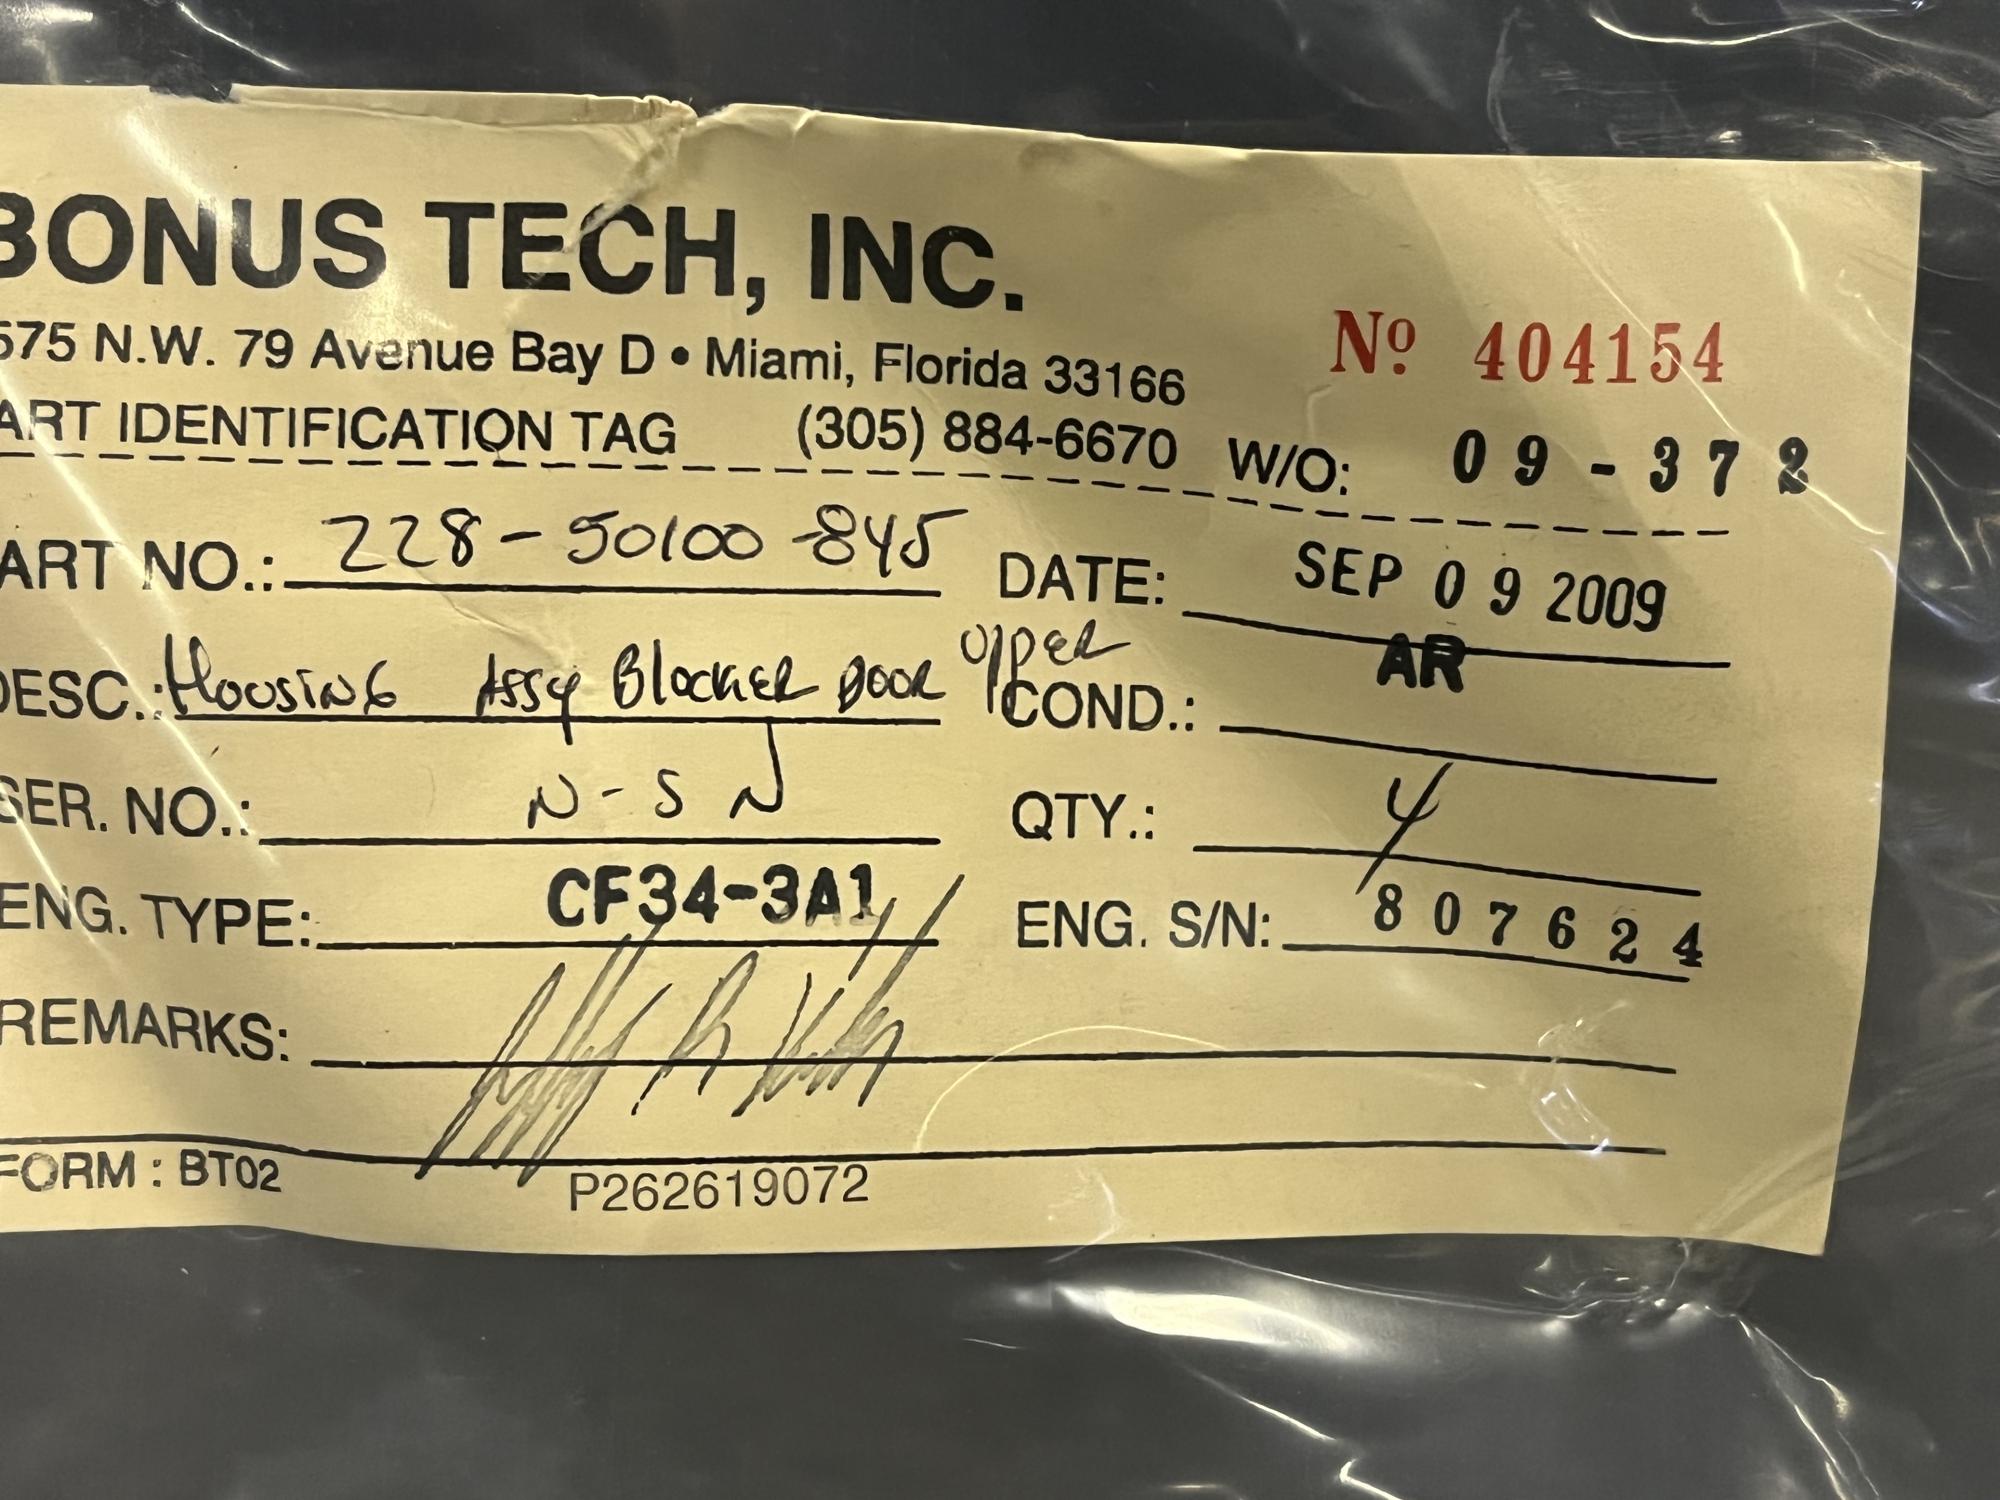 BONUS TECH, INC.
575 N.W. 79 Avenue Bay D • Miami, Florida 33166
Nº 404154
ART IDENTIFICATION TAG (305) 884-6670 W/O: 09-372
ART NO.: 228-50100-845 DATE: SEP 09 2009
DESC.: Housing Assy Blocker Door upper COND.: AR
SER. NO.: N-SN QTY.: 4
ENG. TYPE: CF34-3A1 ENG. S/N: 807624
REMARKS:
FORM : BT02 P262619072